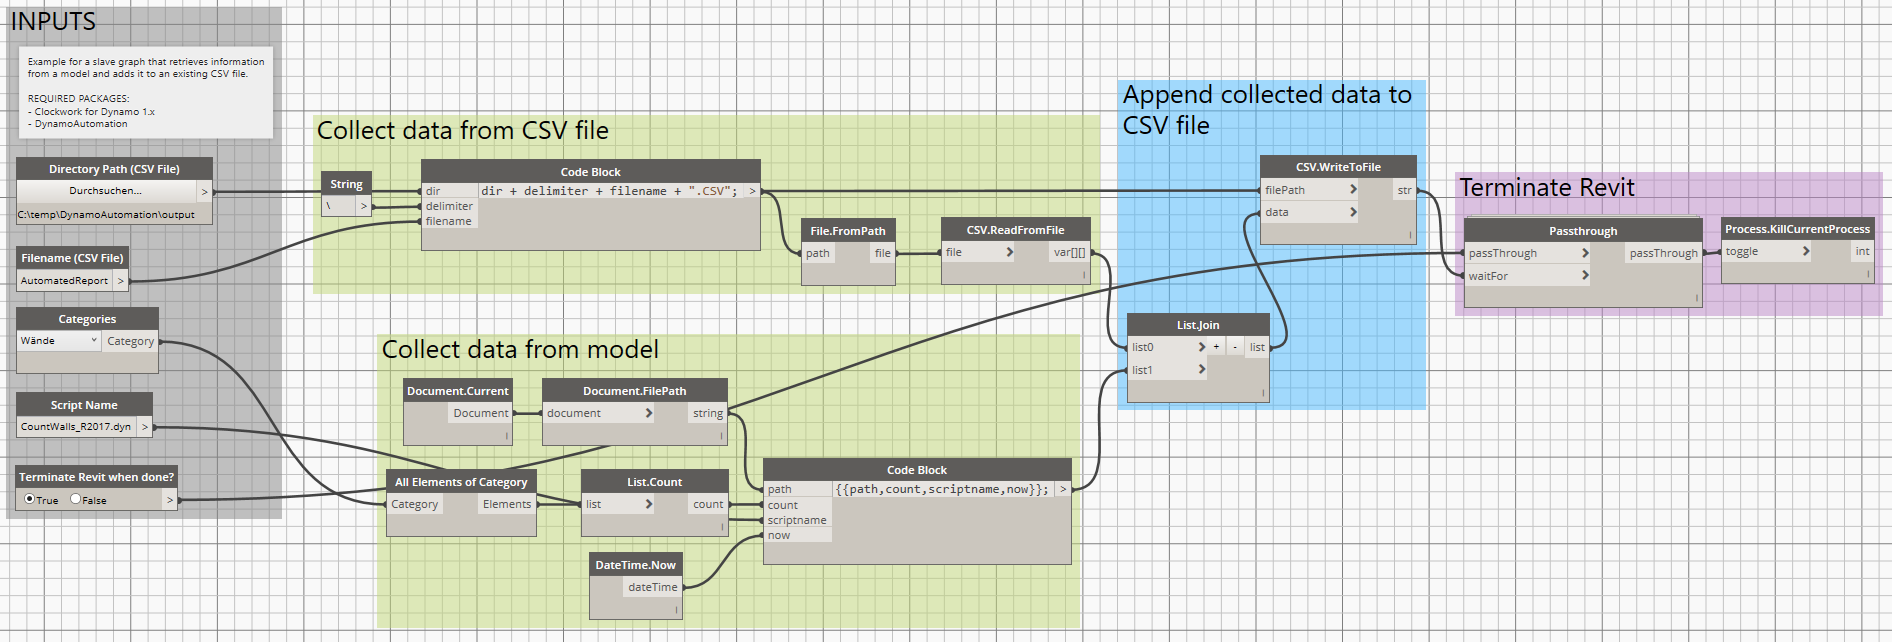 INPUTS
Example for a slave graph that retrieves information
from a model and adds it to an existing CSV file.
REQUIRED PACKAGES:
- Clockwork for Dynamo 1.x
- DynamoAutomation
Directory Path (CSV File)
Durchsuchen...
>
C:\temp\DynamoAutomation\output
Filename (CSV File)
AutomatedReport >
Categories
Wände Category
Script Name
CountWalls_R2017.dyn >
Terminate Revit when done?
True False >
Collect data from CSV file
String
\ >
Code Block
dir dir + delimiter + filename + ".CSV"; >
delimiter
filename
File.FromPath
path file
CSV.ReadFromFile
file > var[][]
l
Collect data from model
Document.Current
Document
l
Document.FilePath
document > string
l
All Elements of Category
Category Elements
List.Count
list > count
l
DateTime.Now
dateTime
l
Code Block
path {{path,count,scriptname,now}}; >
count
scriptname
now
Append collected data to
CSV file
CSV.WriteToFile
filePath > str
data >
l
List.Join
list0 > + - list
list1 >
l
Terminate Revit
Passthrough
passThrough > passThrough
waitFor >
l
Process.KillCurrentProcess
toggle > int
l